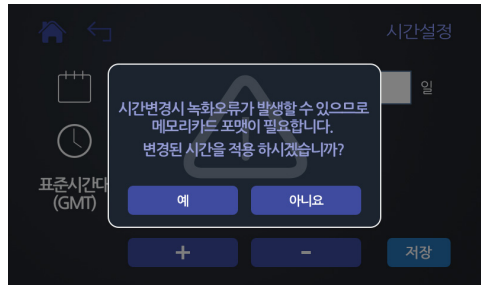 시간설정
일
시간변경시 녹화오류가 발생할 수 있으므로
메모리카드 포맷이 필요합니다.
변경된 시간을 적용 하시겠습니까?
표준시간대
(GMT)
예
아니요
+
-
저장